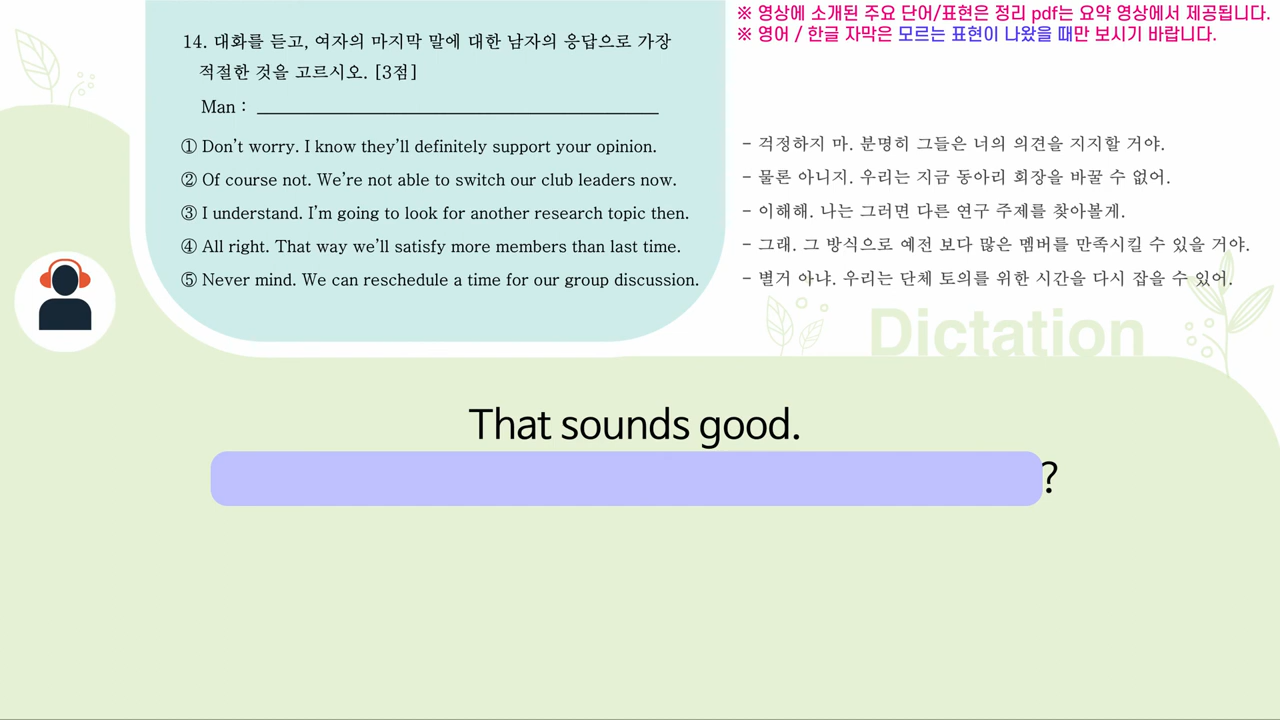 ※ 영상에 소개된 주요 단어/표현은 정리 pdf는 요약 영상에서 제공됩니다.
※ 영어 / 한글 자막은 모르는 표현이 나왔을 때만 보시기 바랍니다.
14. 대화를 듣고, 여자의 마지막 말에 대한 남자의 응답으로 가장
적절한 것을 고르시오. [3점]
Man :
① Don't worry. I know they'll definitely support your opinion.
- 걱정하지 마. 분명히 그들은 너의 의견을 지지할 거야.
② Of course not. We're not able to switch our club leaders now.
- 물론 아니지. 우리는 지금 동아리 회장을 바꿀 수 없어.
③ I understand. I'm going to look for another research topic then.
- 이해해. 나는 그러면 다른 연구 주제를 찾아볼게.
④ All right. That way we'll satisfy more members than last time.
- 그래. 그 방식으로 예전 보다 많은 멤버를 만족시킬 수 있을 거야.
⑤ Never mind. We can reschedule a time for our group discussion.
- 별거 아냐. 우리는 단체 토의를 위한 시간을 다시 잡을 수 있어.
Dictation
That sounds good.
?